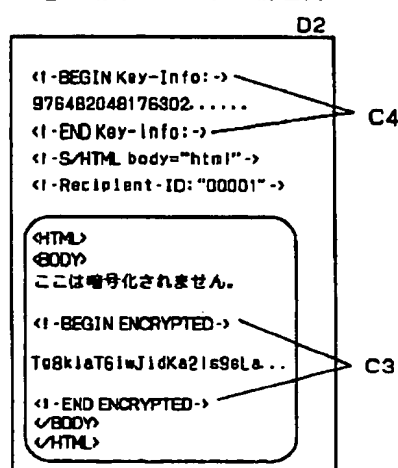 D2
<!-BEGIN Key-Info:->
976482048176302......
<!-END Key-Info:->
C4
<!-S/HTML body="html"->
<!-Recipient-ID:"00001"->
<HTML>
<BODY>
ここは暗号化されません。
<!-BEGIN ENCRYPTED->
To8kiaT6iwJidKa2ls9sLa...
C3
<!-END ENCRYPTED->
</BODY>
</HTML>